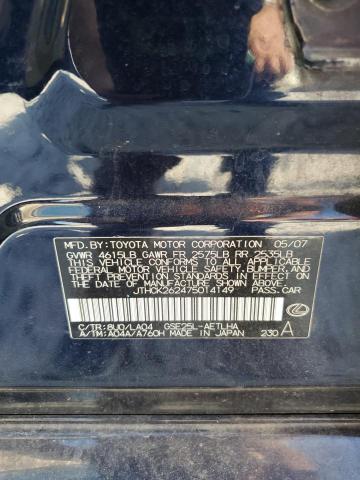 MFD. BY: TOYOTA MOTOR CORPORATION 05/07
GVWR 4615LB GAWR FR 2575LB RR 2535LB
THIS VEHICLE CONFORMS TO ALL APPLICABLE
FEDERAL MOTOR VEHICLE SAFETY, BUMPER, AND
THEFT PREVENTION STANDARDS IN EFFECT ON
THE DATE OF MANUFACTURE SHOWN ABOVE.
JTHCK262475014149 PASS.CAR
C/TR: 8U0/LA04 GSE25L-AETLHA
A/TM: A04A/A760H MADE IN JAPAN 230 A